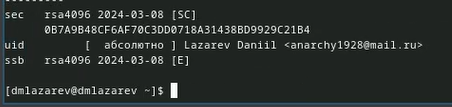 sec   rsa4096 2024-03-08 [SC]
      0B7A9B48CF6AF70C3DD0718A31438BD9929C21B4
uid         [  абсолютно ] Lazarev Daniil <anarchy1928@mail.ru>
ssb   rsa4096 2024-03-08 [E]
[dmlazarev@dmlazarev ~]$